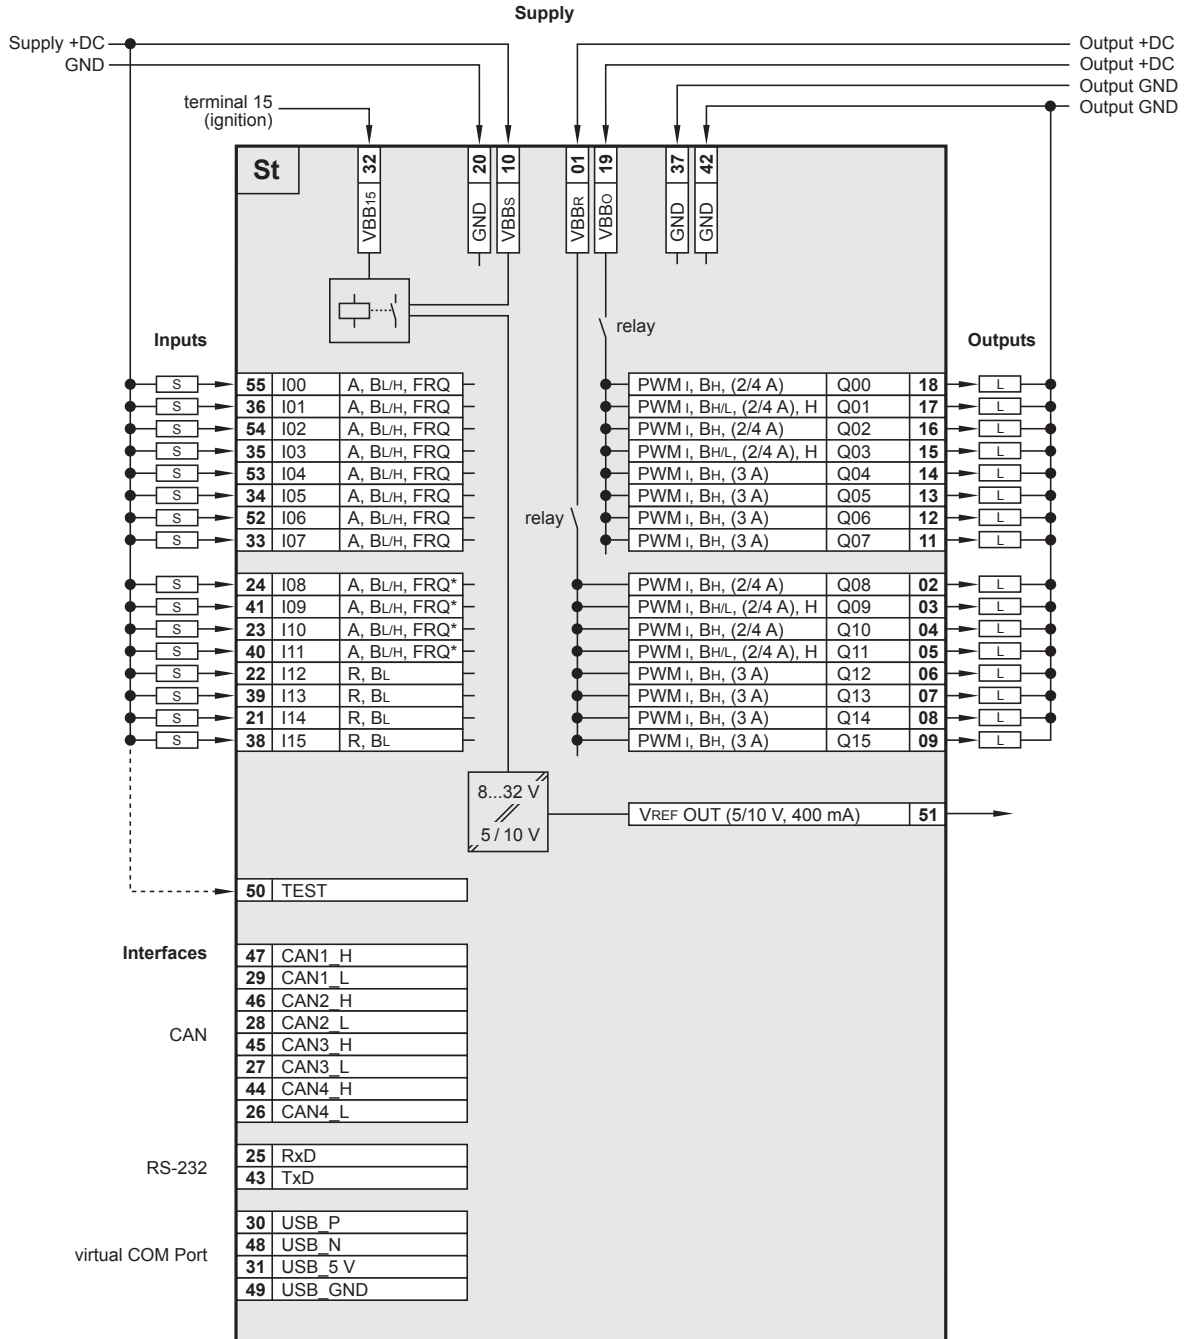 Supply
Supply +DC
GND
Output +DC
Output +DC
Output GND
Output GND
terminal 15
(ignition)
St
32 VBB15
20 GND
10 VBBS
01 VBBR
19 VBBO
37 GND
42 GND
relay
Inputs
Outputs
S 55 I00 A, BL/H, FRQ
PWM I, BH, (2/4 A) Q00 18 L
S 36 I01 A, BL/H, FRQ
PWM I, BH/L, (2/4 A), H Q01 17 L
S 54 I02 A, BL/H, FRQ
PWM I, BH, (2/4 A) Q02 16 L
S 35 I03 A, BL/H, FRQ
PWM I, BH/L, (2/4 A), H Q03 15 L
S 53 I04 A, BL/H, FRQ
PWM I, BH, (3 A) Q04 14 L
S 34 I05 A, BL/H, FRQ
PWM I, BH, (3 A) Q05 13 L
S 52 I06 A, BL/H, FRQ
relay
PWM I, BH, (3 A) Q06 12 L
S 33 I07 A, BL/H, FRQ
PWM I, BH, (3 A) Q07 11 L
S 24 I08 A, BL/H, FRQ*
PWM I, BH, (2/4 A) Q08 02 L
S 41 I09 A, BL/H, FRQ*
PWM I, BH/L, (2/4 A), H Q09 03 L
S 23 I10 A, BL/H, FRQ*
PWM I, BH, (2/4 A) Q10 04 L
S 40 I11 A, BL/H, FRQ*
PWM I, BH/L, (2/4 A), H Q11 05 L
S 22 I12 R, BL
PWM I, BH, (3 A) Q12 06 L
S 39 I13 R, BL
PWM I, BH, (3 A) Q13 07 L
S 21 I14 R, BL
PWM I, BH, (3 A) Q14 08 L
S 38 I15 R, BL
PWM I, BH, (3 A) Q15 09 L
8...32 V
//
5 / 10 V
VREF OUT (5/10 V, 400 mA) 51
50 TEST
Interfaces
47 CAN1_H
29 CAN1_L
46 CAN2_H
28 CAN2_L
CAN
45 CAN3_H
27 CAN3_L
44 CAN4_H
26 CAN4_L
RS-232
25 RxD
43 TxD
virtual COM Port
30 USB_P
48 USB_N
31 USB_5 V
49 USB_GND